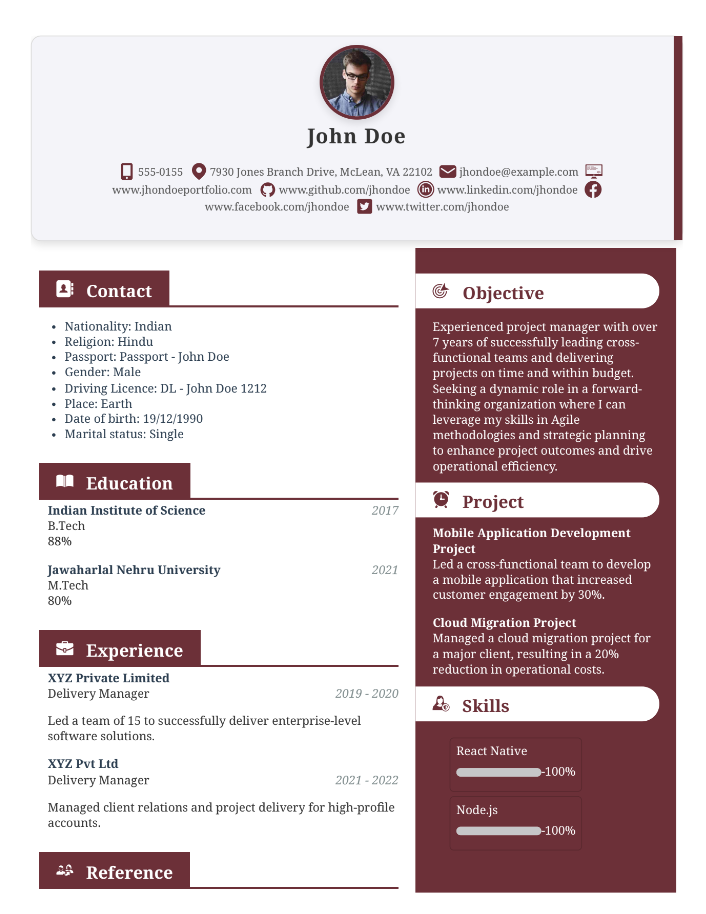 John Doe
555-0155 7930 Jones Branch Drive, McLean, VA 22102 jhondoe@example.com
www.jhondoeportfolio.com www.github.com/jhondoe www.linkedin.com/jhondoe
www.facebook.com/jhondoe www.twitter.com/jhondoe
Contact
• Nationality: Indian
• Religion: Hindu
• Passport: Passport - John Doe
• Gender: Male
• Driving Licence: DL - John Doe 1212
• Place: Earth
• Date of birth: 19/12/1990
• Marital status: Single
Education
Indian Institute of Science 2017
B.Tech
88%
Jawaharlal Nehru University 2021
M.Tech
80%
Experience
XYZ Private Limited
Delivery Manager 2019 - 2020
Led a team of 15 to successfully deliver enterprise-level
software solutions.
XYZ Pvt Ltd
Delivery Manager 2021 - 2022
Managed client relations and project delivery for high-profile
accounts.
Reference
Objective
Experienced project manager with over
7 years of successfully leading cross-
functional teams and delivering
projects on time and within budget.
Seeking a dynamic role in a forward-
thinking organization where I can
leverage my skills in Agile
methodologies and strategic planning
to enhance project outcomes and drive
operational efficiency.
Project
Mobile Application Development
Project
Led a cross-functional team to develop
a mobile application that increased
customer engagement by 30%.
Cloud Migration Project
Managed a cloud migration project for
a major client, resulting in a 20%
reduction in operational costs.
Skills
React Native
-100%
Node.js
-100%